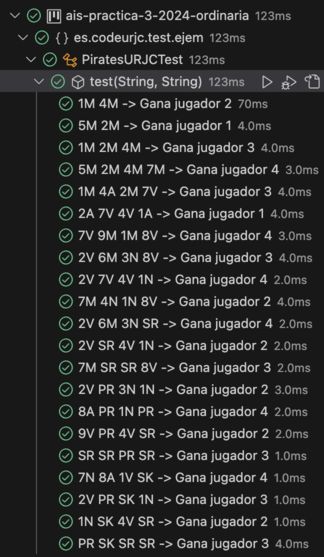 ais-practica-3-2024-ordinaria 123ms
es.codeurjc.test.ejem 123ms
PiratesURJCTest 123ms
test(String, String) 123ms
1M 4M -> Gana jugador 2 70ms
5M 2M -> Gana jugador 1 4.0ms
1M 2M 4M -> Gana jugador 3 4.0ms
5M 2M 4M 7M -> Gana jugador 4 3.0ms
1M 4A 2M 7V -> Gana jugador 3 4.0ms
2A 7V 4V 1A -> Gana jugador 1 4.0ms
7V 9M 1M 8V -> Gana jugador 4 3.0ms
2V 6M 3N 8V -> Gana jugador 3 4.0ms
2V 7V 4V 1N -> Gana jugador 4 2.0ms
7M 4N 1N 8V -> Gana jugador 2 4.0ms
2V 6M 3N SR -> Gana jugador 4 2.0ms
2V SR 4V 1N -> Gana jugador 2 2.0ms
7M SR SR 8V -> Gana jugador 3 2.0ms
2V PR 3N 1N -> Gana jugador 2 3.0ms
8A PR 1N PR -> Gana jugador 4 2.0ms
9V PR 4V SR -> Gana jugador 2 2.0ms
SR SR PR SR -> Gana jugador 3 1.0ms
7N 8A 1V SK -> Gana jugador 4 1.0ms
2V PR SK 1N -> Gana jugador 3 1.0ms
1N SK 4V SR -> Gana jugador 2 1.0ms
PR SK SR SR -> Gana jugador 3 4.0ms